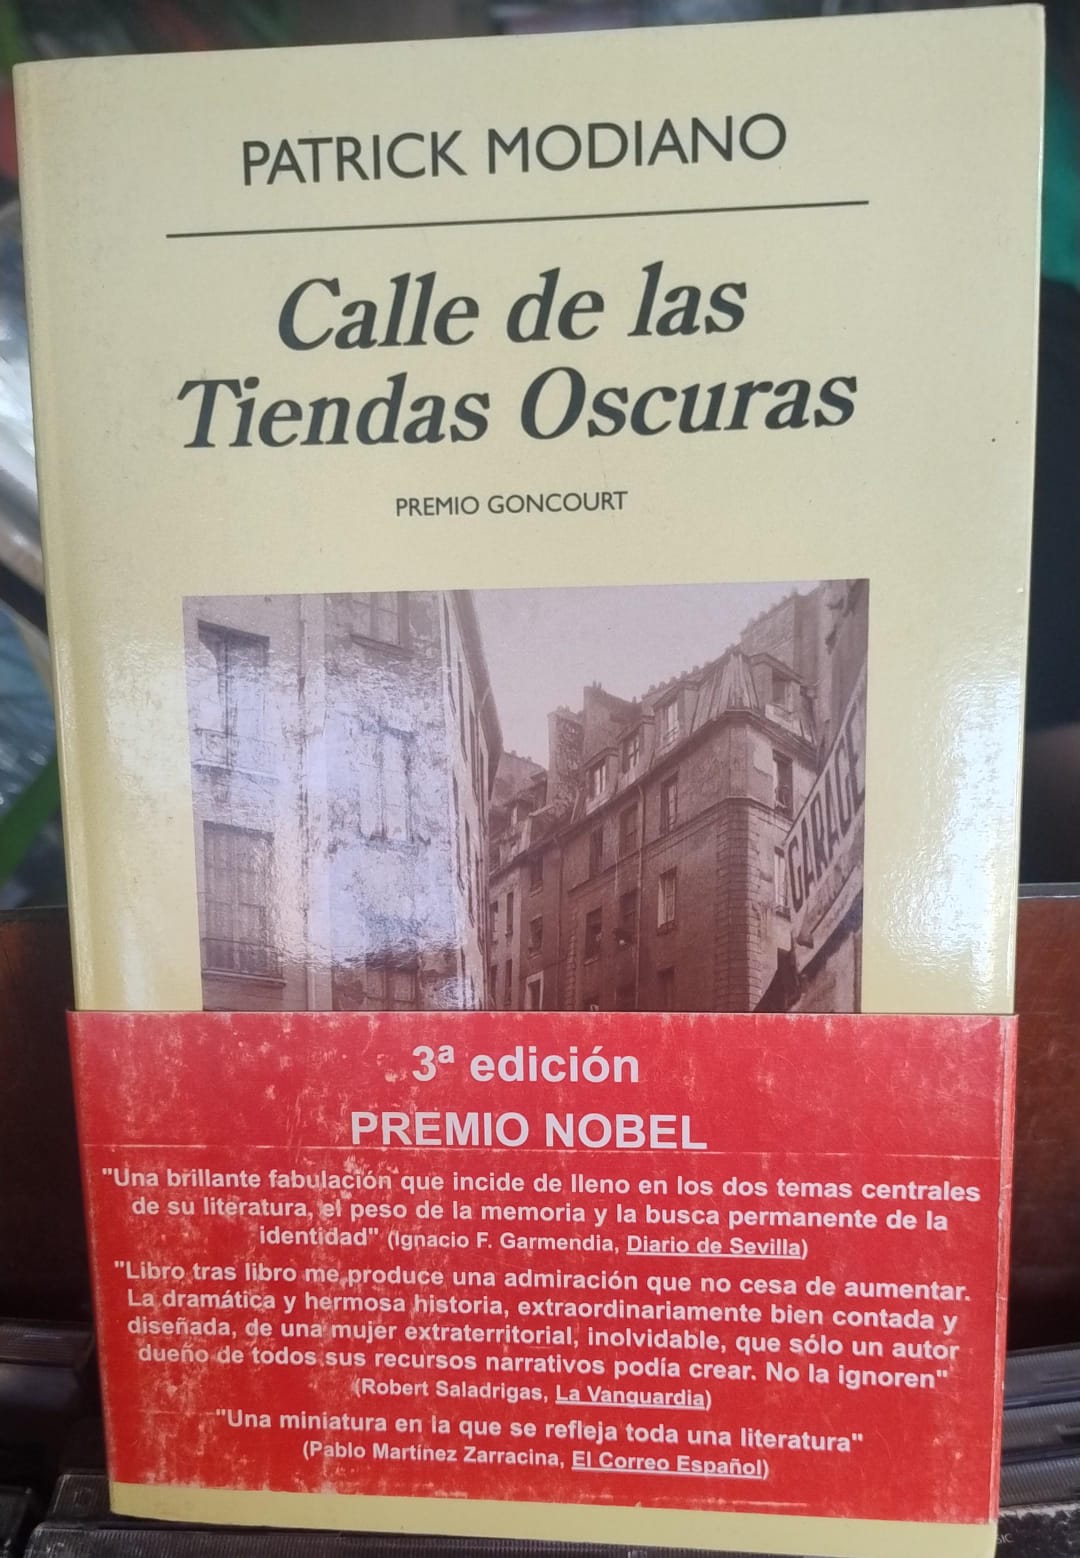 PATRICK MODIANO
Calle de las
Tiendas Oscuras
PREMIO GONCOURT
GARAGE
3ª edición
PREMIO NOBEL
"Una brillante fabulación que incide de lleno en los dos temas centrales
de su literatura, el peso de la memoria y la busca permanente de la
identidad" (Ignacio F. Garmendia, Diario de Sevilla)
"Libro tras libro me produce una admiración que no cesa de aumentar.
La dramática y hermosa historia, extraordinariamente bien contada y
diseñada, de una mujer extraterritorial, inolvidable, que sólo un autor
dueño de todos sus recursos narrativos podía crear. No la ignoren"
(Robert Saladrigas, La Vanguardia)
"Una miniatura en la que se refleja toda una literatura"
(Pablo Martínez Zarracina, El Correo Español)